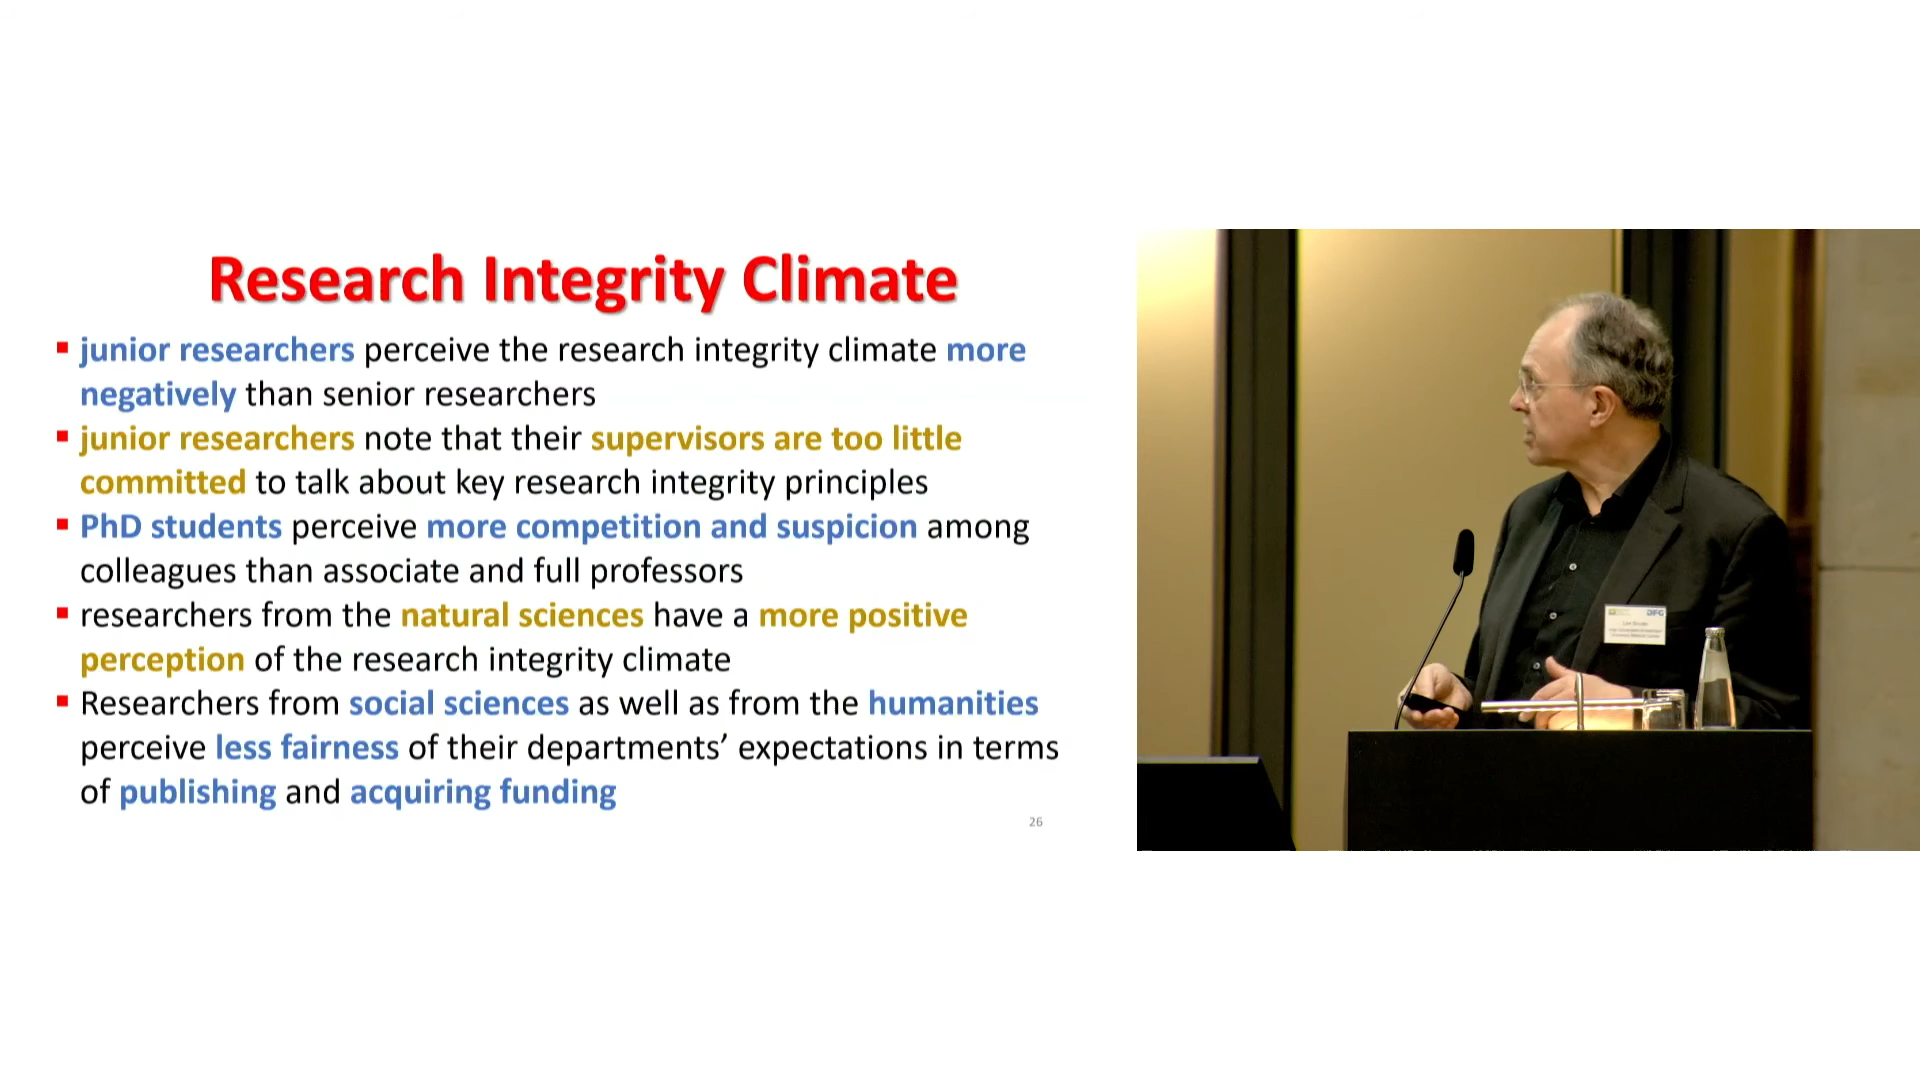 Research Integrity Climate
▪ junior researchers perceive the research integrity climate more
negatively than senior researchers
▪ junior researchers note that their supervisors are too little
committed to talk about key research integrity principles
▪ PhD students perceive more competition and suspicion among
colleagues than associate and full professors
▪ researchers from the natural sciences have a more positive
perception of the research integrity climate
▪ Researchers from social sciences as well as from the humanities
perceive less fairness of their departments’ expectations in terms
of publishing and acquiring funding
26
DFG